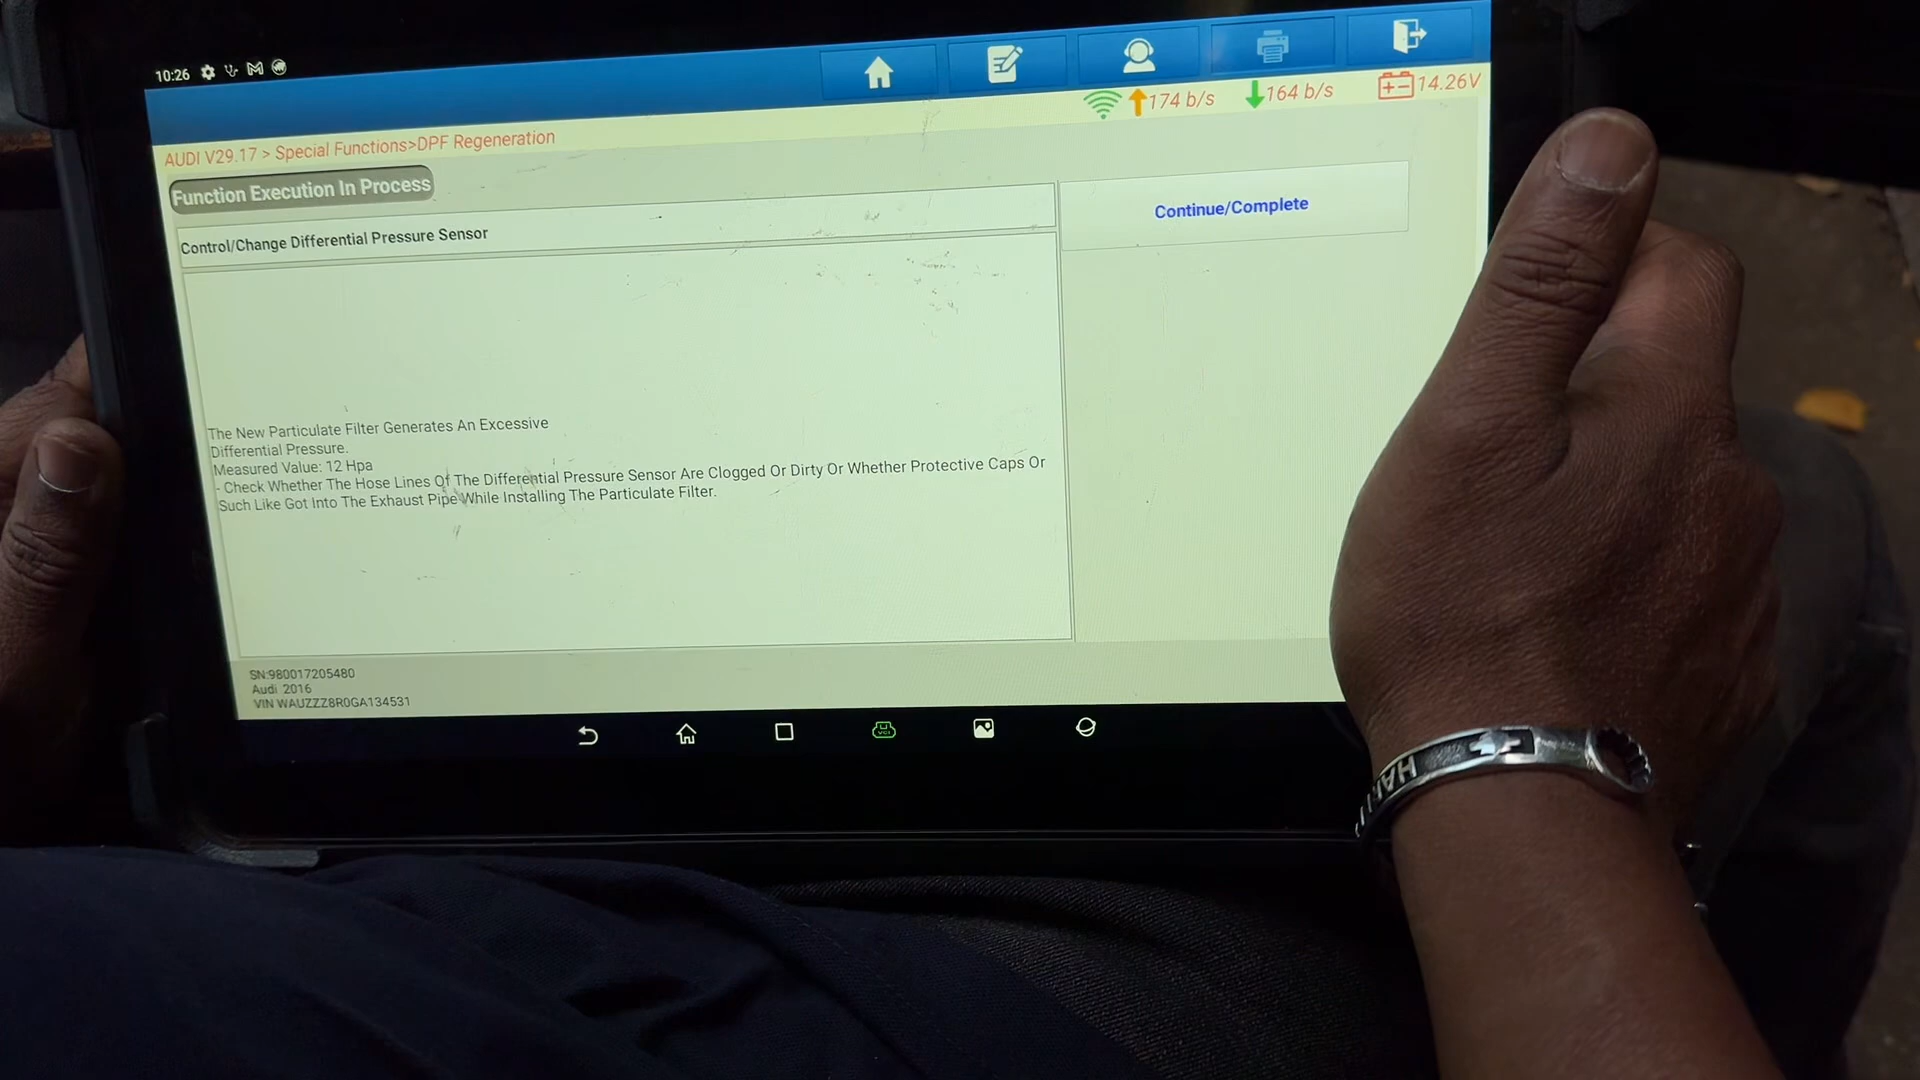 10:26
174 b/s 164 b/s 14.26V
AUDI V29.17 > Special Functions>DPF Regeneration
Function Execution In Process
Control/Change Differential Pressure Sensor
Continue/Complete
The New Particulate Filter Generates An Excessive
Differential Pressure.
Measured Value: 12 Hpa
- Check Whether The Hose Lines Of The Differential Pressure Sensor Are Clogged Or Dirty Or Whether Protective Caps Or
Such Like Got Into The Exhaust Pipe While Installing The Particulate Filter.
SN:980017205480
Audi 2016
VIN WAUZZZ8R0GA134531
VCI